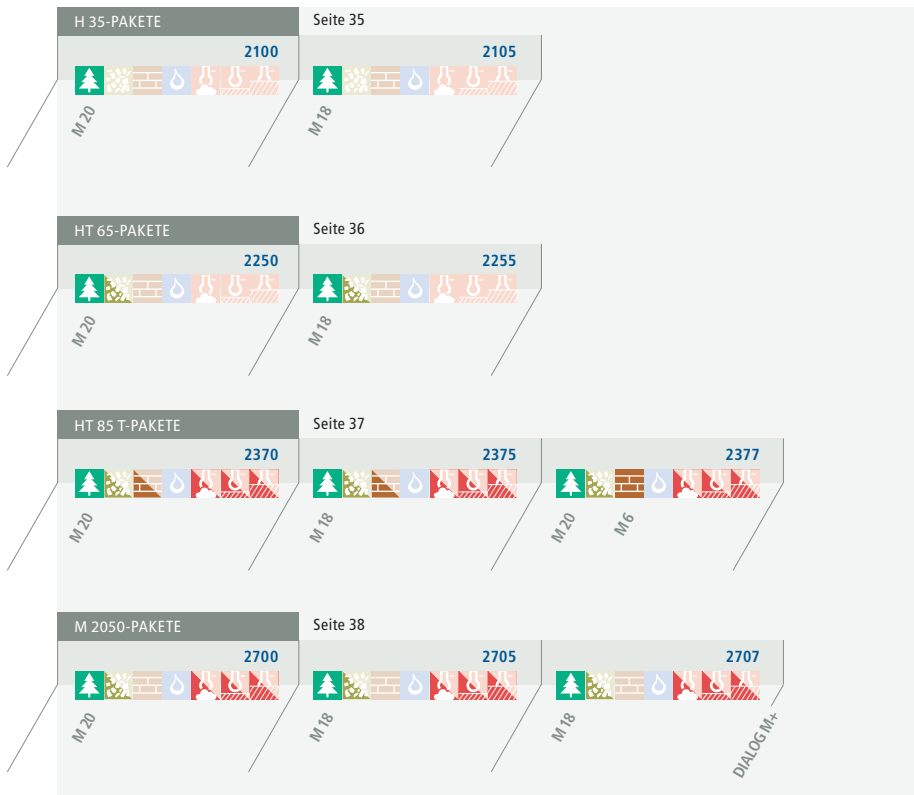 H 35-PAKETE Seite 35
2100 2105
M 20 M 18
HT 65-PAKETE Seite 36
2250 2255
M 20 M 18
HT 85 T-PAKETE Seite 37
2370 2375 2377
M 20 M 18 M 20 M 6
M 2050-PAKETE Seite 38
2700 2705 2707
M 20 M 18 M 18 DIALOG M+